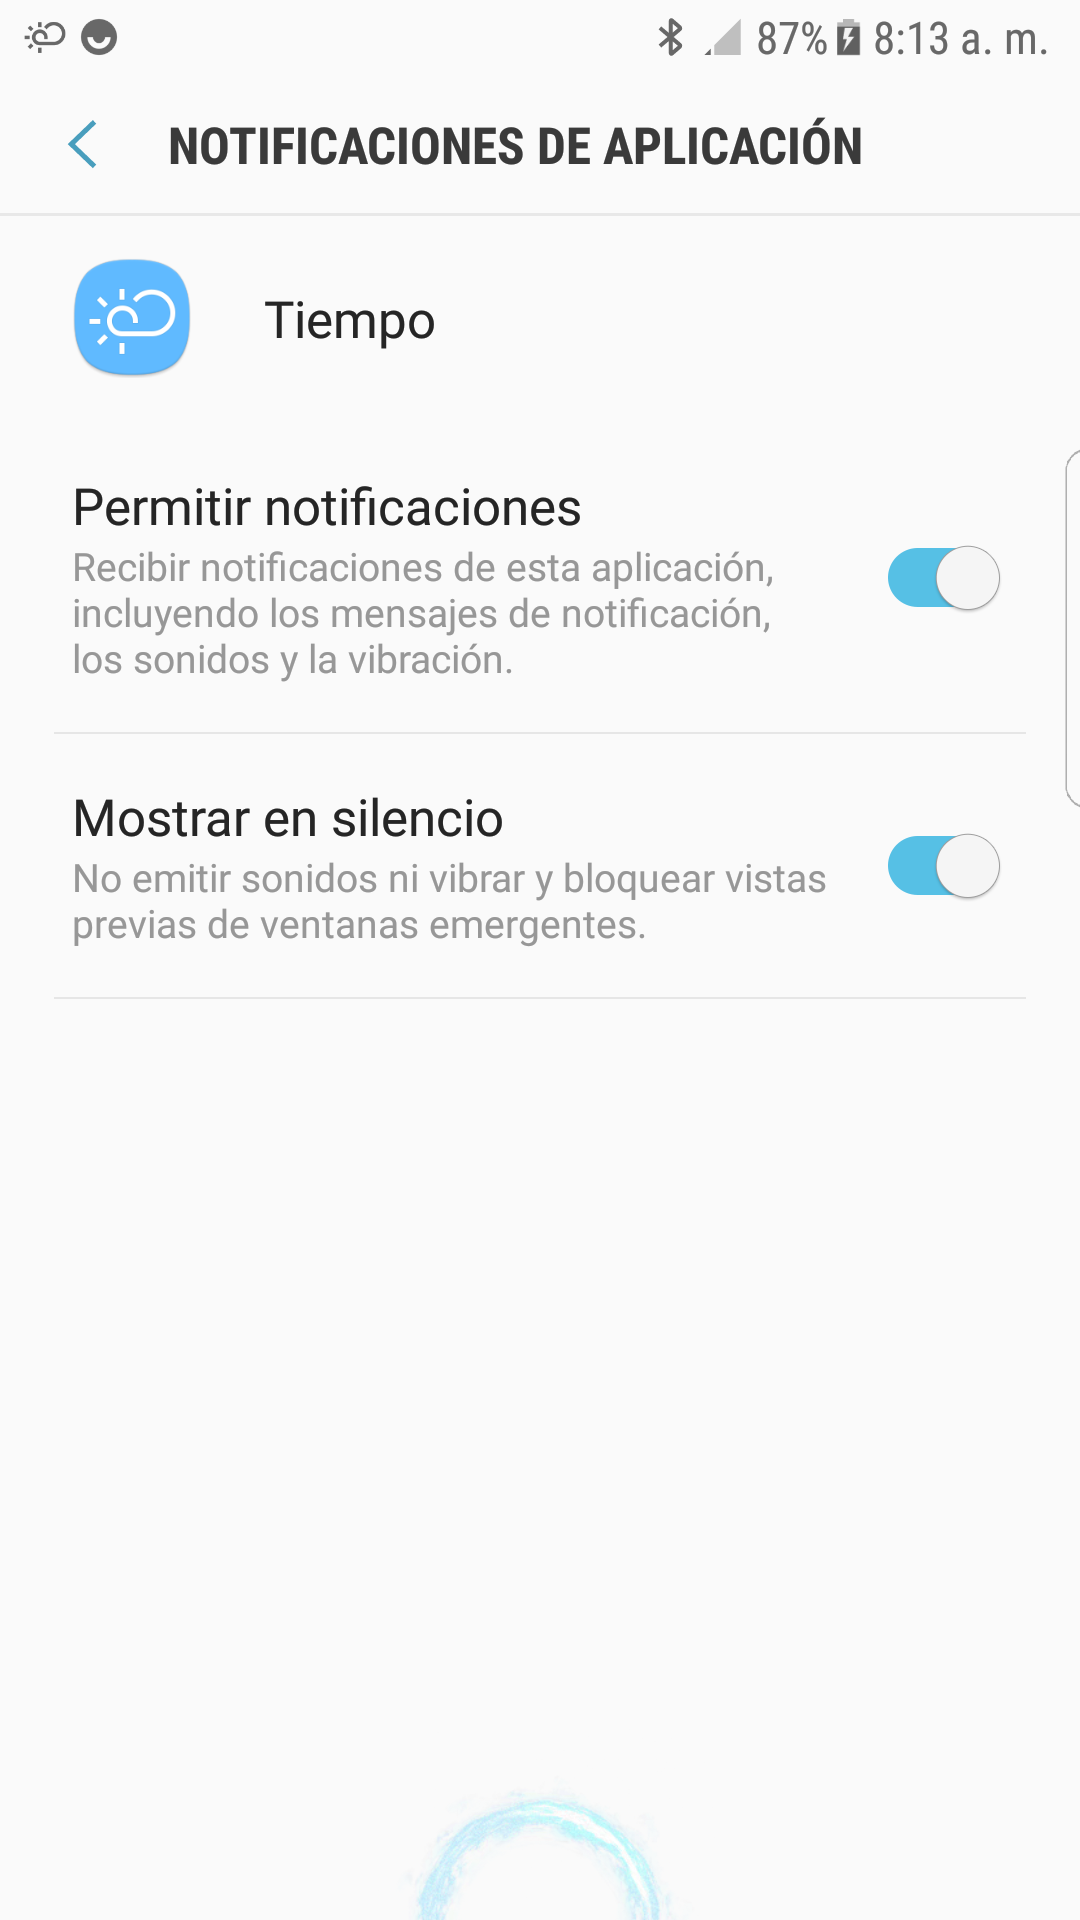 87% 8:13 a. m.
NOTIFICACIONES DE APLICACIÓN
Tiempo
Permitir notificaciones
Recibir notificaciones de esta aplicación,
incluyendo los mensajes de notificación,
los sonidos y la vibración.
Mostrar en silencio
No emitir sonidos ni vibrar y bloquear vistas
previas de ventanas emergentes.